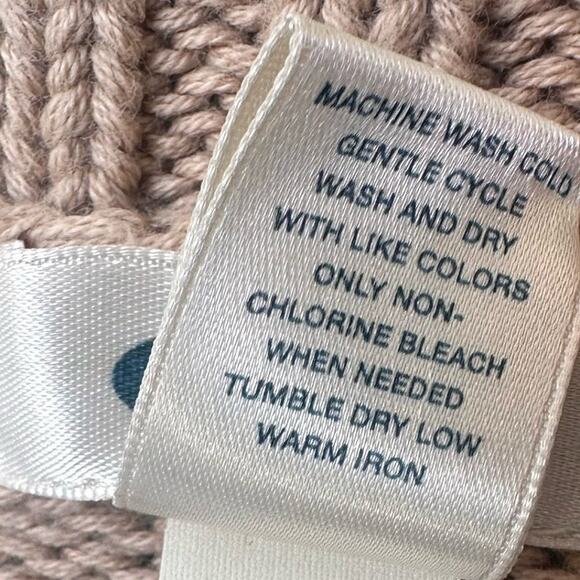 MACHINE WASH COLD
GENTLE CYCLE
WASH AND DRY
WITH LIKE COLORS
ONLY NON-
CHLORINE BLEACH
WHEN NEEDED
TUMBLE DRY LOW
WARM IRON